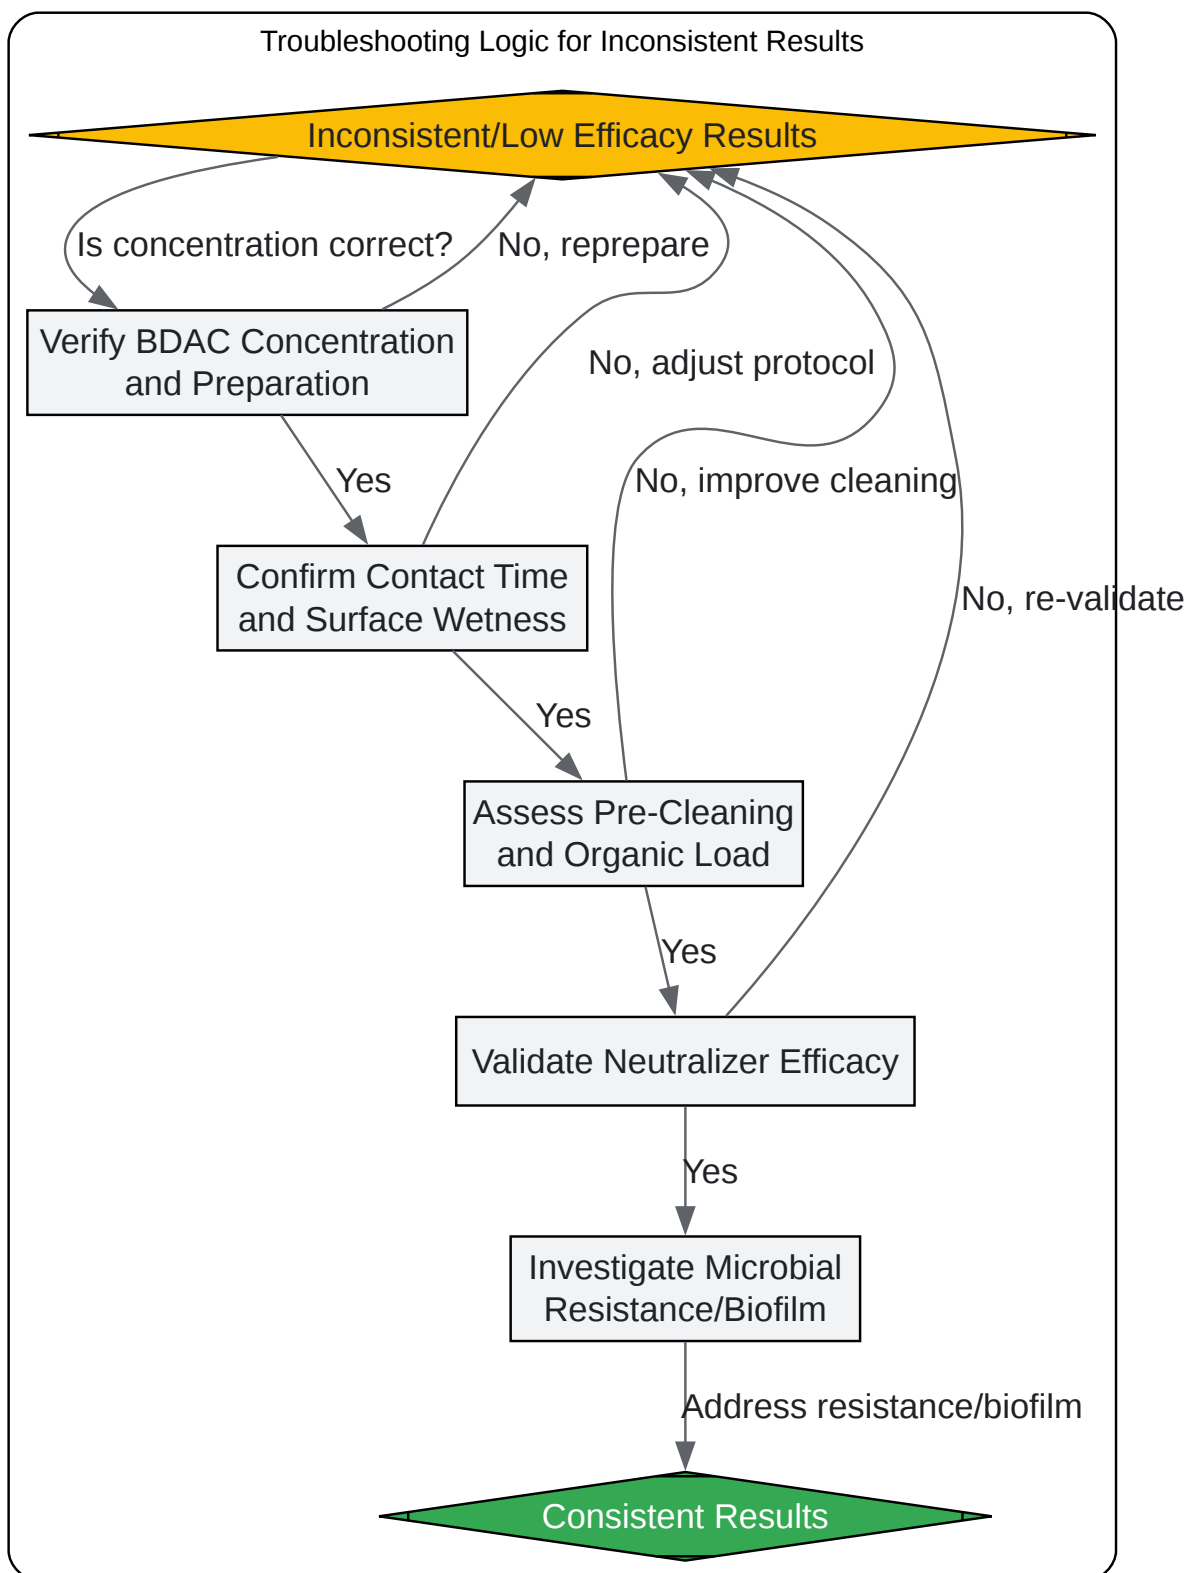 Troubleshooting Logic for Inconsistent Results
Inconsistent/Low Efficacy Results
Is concentration correct?
No, reprepare
Verify BDAC Concentration
and Preparation
No, adjust protocol
Yes
No, improve cleaning
Confirm Contact Time
and Surface Wetness
No, re-validate
Yes
Assess Pre-Cleaning
and Organic Load
Yes
Validate Neutralizer Efficacy
Yes
Investigate Microbial
Resistance/Biofilm
Address resistance/biofilm
Consistent Results